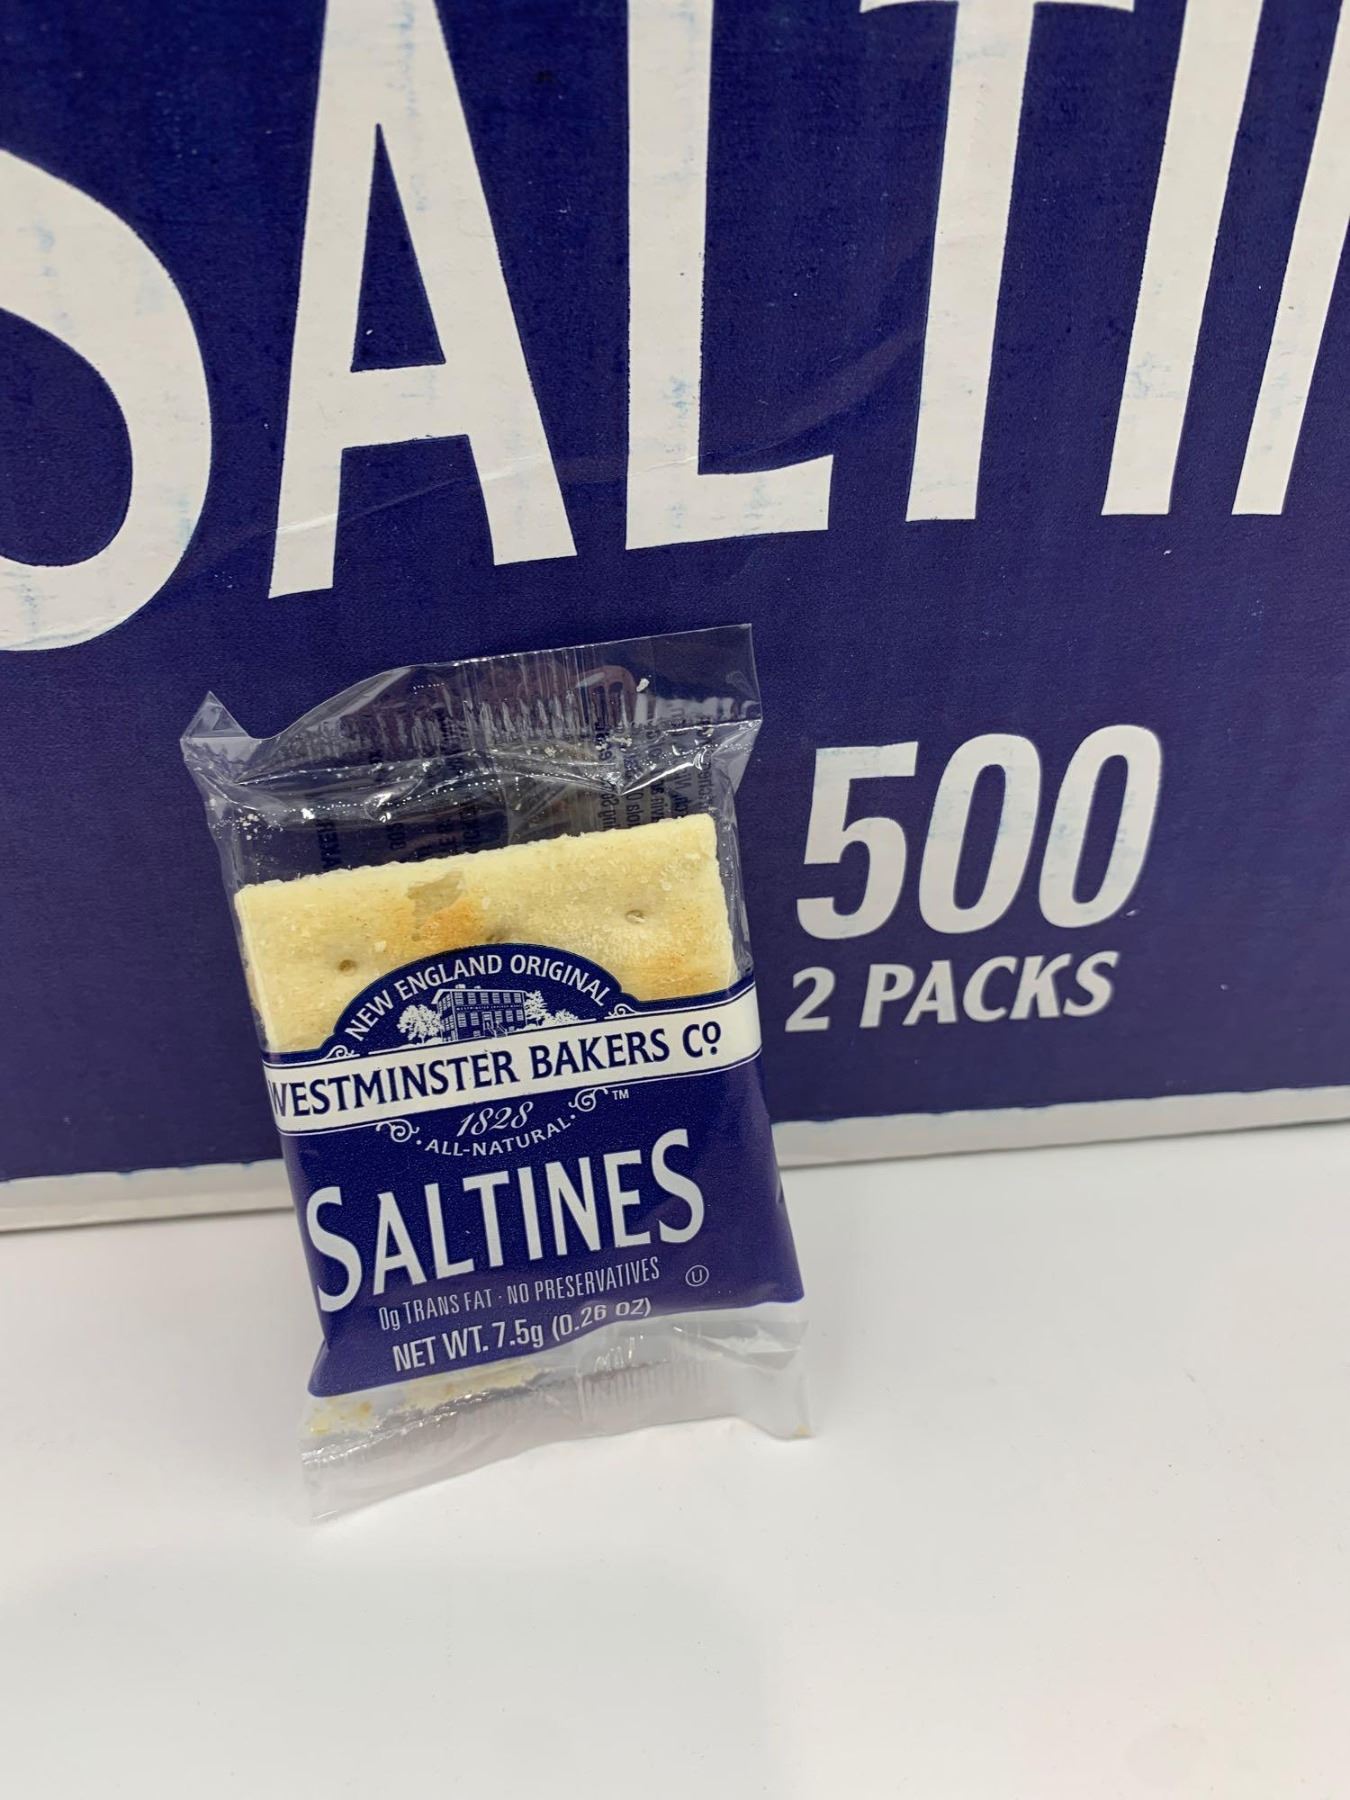 SALTIN
500
2 PACKS
NEW ENGLAND ORIGINAL
WESTMINSTER BAKERS Co
1828
·ALL-NATURAL· ™
SALTINES
0g TRANS FAT · NO PRESERVATIVES U
NET WT. 7.5g (0.26 OZ)